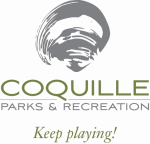 COQUILLE
PARKS & RECREATION
Keep playing!